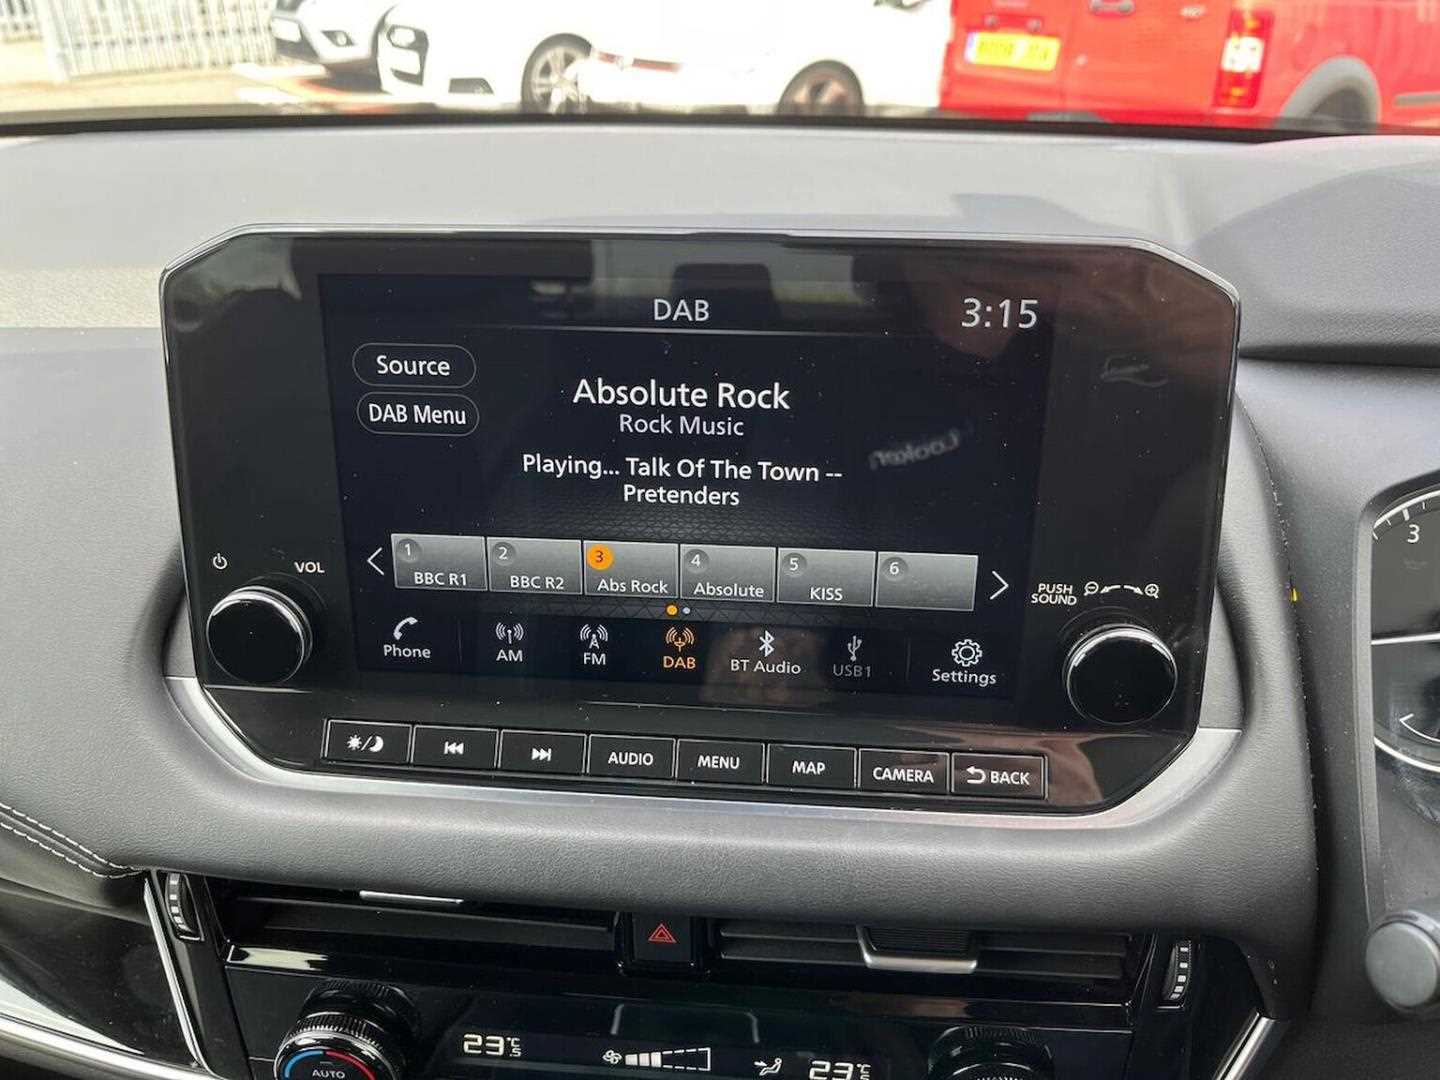 DAB
3:15
Source
Absolute Rock
DAB Menu
Rock Music
Playing... Talk Of The Town --
Pretenders
1
2
3
4
5
6
BBC R1
BBC R2
Abs Rock
Absolute
KISS
VOL
PUSH
SOUND
Phone
AM
FM
DAB
BT Audio
USB1
Settings
AUDIO
MENU
MAP
CAMERA
BACK
3
23°C
23°C
AUTO